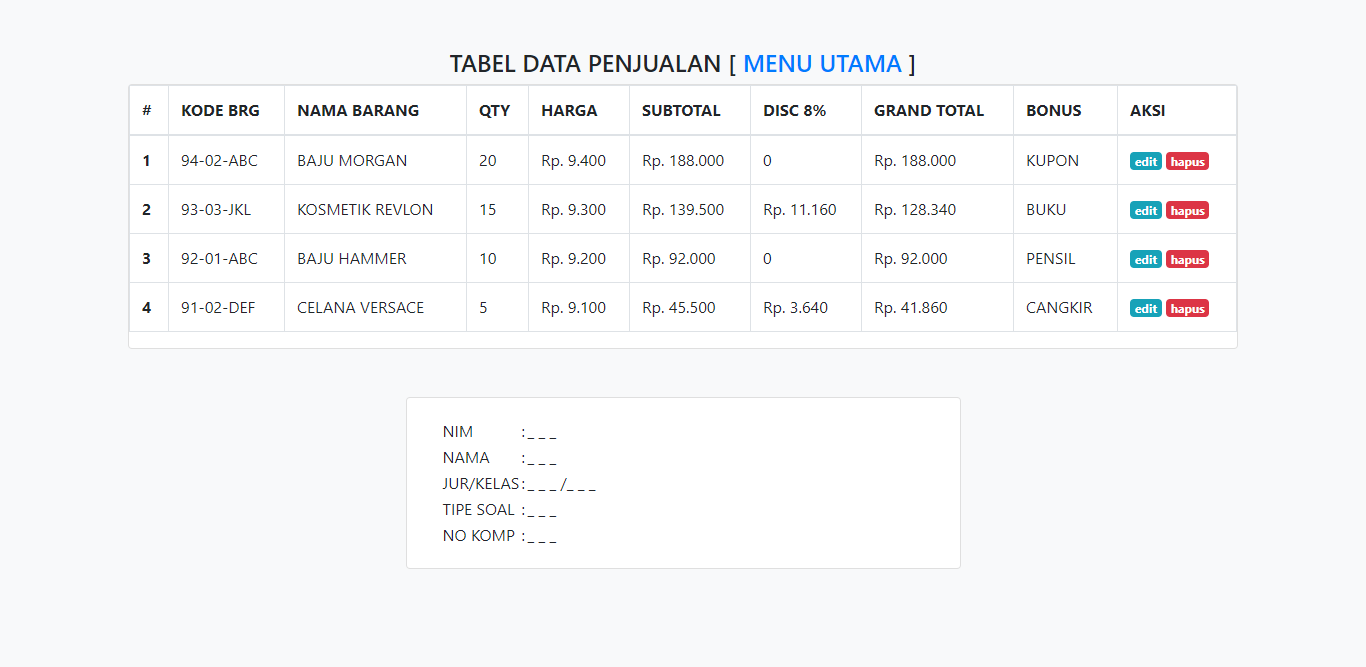 TABEL DATA PENJUALAN [ MENU UTAMA ]
# KODE BRG NAMA BARANG QTY HARGA SUBTOTAL DISC 8% GRAND TOTAL BONUS AKSI
1 94-02-ABC BAJU MORGAN 20 Rp. 9.400 Rp. 188.000 0 Rp. 188.000 KUPON edit hapus
2 93-03-JKL KOSMETIK REVLON 15 Rp. 9.300 Rp. 139.500 Rp. 11.160 Rp. 128.340 BUKU edit hapus
3 92-01-ABC BAJU HAMMER 10 Rp. 9.200 Rp. 92.000 0 Rp. 92.000 PENSIL edit hapus
4 91-02-DEF CELANA VERSACE 5 Rp. 9.100 Rp. 45.500 Rp. 3.640 Rp. 41.860 CANGKIR edit hapus
NIM :_ _ _
NAMA :_ _ _
JUR/KELAS :_ _ _ /_ _ _
TIPE SOAL :_ _ _
NO KOMP :_ _ _